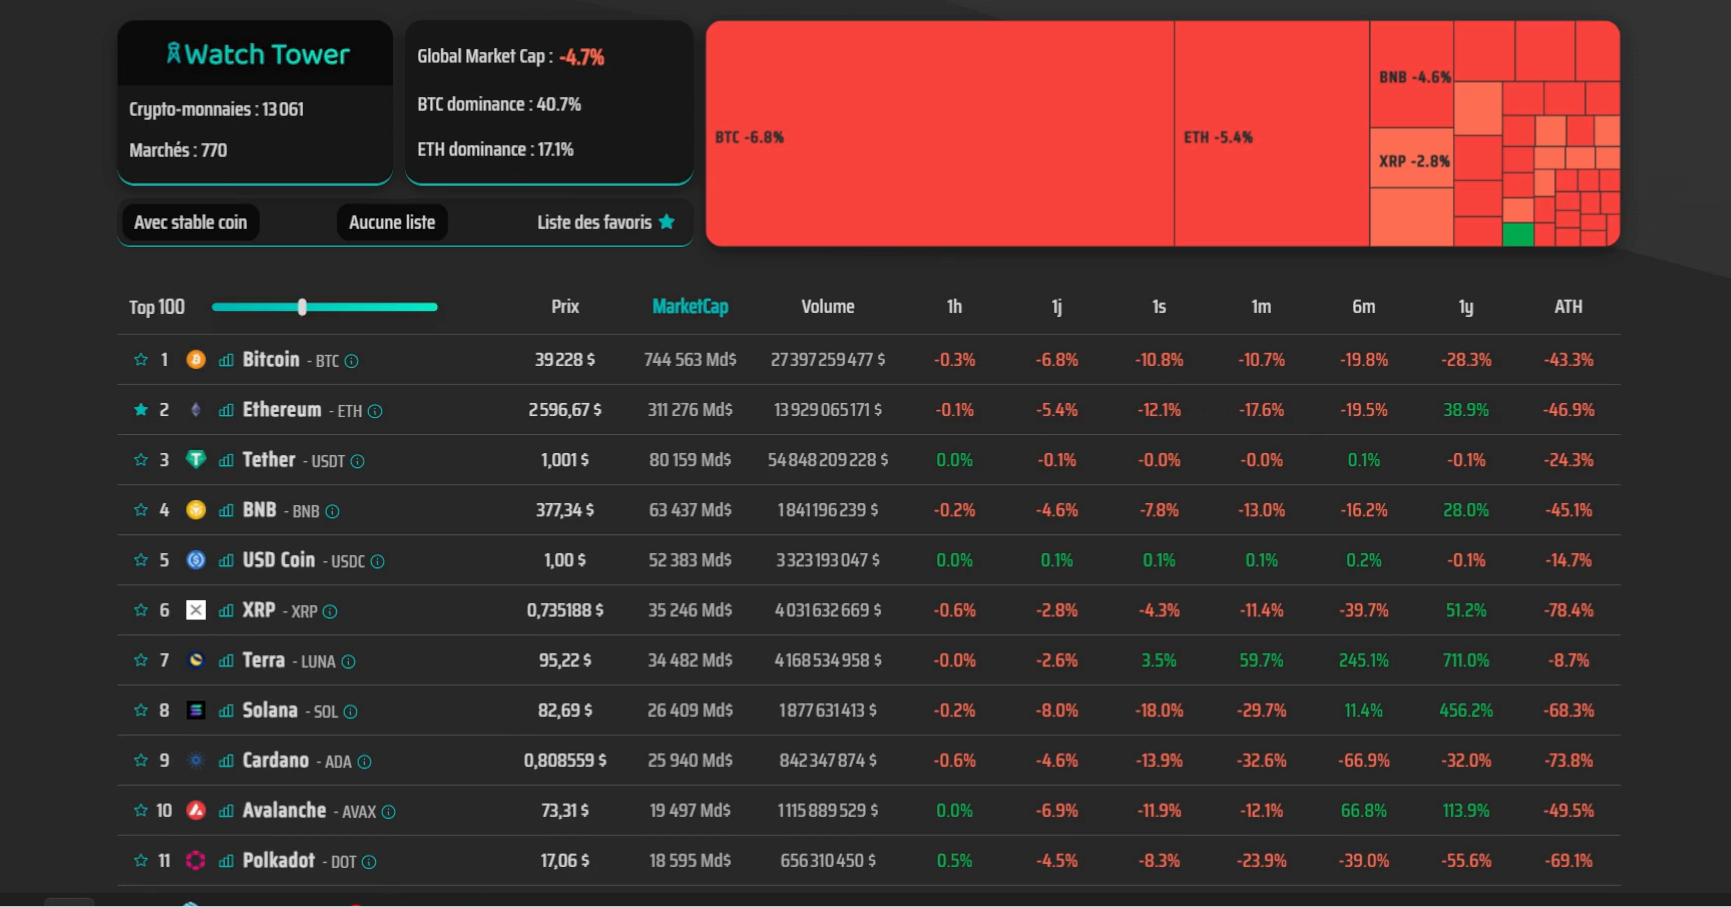 Watch Tower
Crypto-monnaies : 13 061
Marchés : 770
Global Market Cap : -4.7%
BTC dominance : 40.7%
ETH dominance : 17.1%
Avec stable coin Aucune liste Liste des favoris
BTC -6.8%
ETH -5.4%
BNB -4.6%
XRP -2.8%
Top 100 Prix MarketCap Volume 1h 1j 1s 1m 6m 1y ATH
1 Bitcoin - BTC 39 228 $ 744 563 Md$ 27 397 259 477 $ -0.3% -6.8% -10.8% -10.7% -19.8% -28.3% -43.3%
2 Ethereum - ETH 2 596,67 $ 311 276 Md$ 13 929 065 171 $ -0.1% -5.4% -12.1% -17.6% -19.5% 38.9% -46.9%
3 Tether - USDT 1,001 $ 80 159 Md$ 54 848 209 228 $ 0.0% -0.1% -0.0% -0.0% 0.1% -0.1% -24.3%
4 BNB - BNB 377,34 $ 63 437 Md$ 1 841 196 239 $ -0.2% -4.6% -7.8% -13.0% -16.2% 28.0% -45.1%
5 USD Coin - USDC 1,00 $ 52 383 Md$ 3 323 193 047 $ 0.0% 0.1% 0.1% 0.1% 0.2% -0.1% -14.7%
6 XRP - XRP 0,735188 $ 35 246 Md$ 4 031 632 669 $ -0.6% -2.8% -4.3% -11.4% -39.7% 51.2% -78.4%
7 Terra - LUNA 95,22 $ 34 482 Md$ 4 168 534 958 $ -0.0% -2.6% 3.5% 59.7% 245.1% 711.0% -8.7%
8 Solana - SOL 82,69 $ 26 409 Md$ 1 877 631 413 $ -0.2% -8.0% -18.0% -29.7% 11.4% 456.2% -68.3%
9 Cardano - ADA 0,808559 $ 25 940 Md$ 842 347 874 $ -0.6% -4.6% -13.9% -32.6% -66.9% -32.0% -73.8%
10 Avalanche - AVAX 73,31 $ 19 497 Md$ 1 115 889 529 $ 0.0% -6.9% -11.9% -12.1% 66.8% 113.9% -49.5%
11 Polkadot - DOT 17,06 $ 18 595 Md$ 656 310 450 $ 0.5% -4.5% -8.3% -23.9% -39.0% -55.6% -69.1%